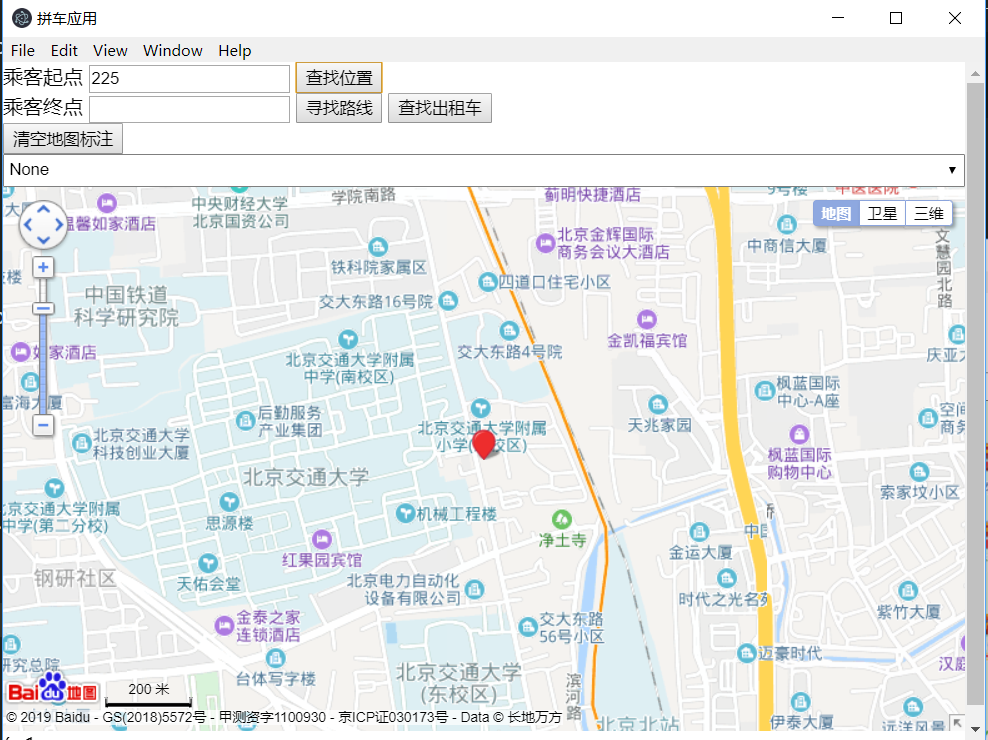 拼车应用
File Edit View Window Help
乘客起点 225 查找位置
乘客终点 寻找路线 查找出租车
清空地图标注
None
地图 卫星 三维
温馨如家酒店
中央财经大学
北京国资公司
学院南路
蓟明快捷酒店
9号楼
中医医院
中商信大厦
文慧园北路
北京金辉国际
商务会议大酒店
铁科院家属区
四道口住宅小区
交大东路16号院
中国铁道
科学研究院
如家酒店
北京交通大学附属
中学(南校区)
交大东路4号院
金凯福宾馆
枫蓝国际
中心-A座
富海大厦
后勤服务
产业集团
北京交通大学
科技创业大厦
北京交通大学附属
小学(
校区)
天兆家园
枫蓝国际
购物中心
索家坟小区
北京交通大学
北京交通大学附属
中学(第二分校)
思源楼
机械工程楼
净土寺
金运大厦
桥
红果园宾馆
钢研社区
天佑会堂
北京电力自动化
设备有限公司
时代之光名苑
紫竹大厦
金泰之家
连锁酒店
交大东路
56号小区
研究总院
台体写字楼
北京交通大学
(东校区)
迈豪时代
汉庭
滨河路
北京北站
伊泰大厦
远洋风景
Bai du 地图
200 米
© 2019 Baidu - GS(2018)5572号 - 甲测资字1100930 - 京ICP证030173号 - Data © 长地万方